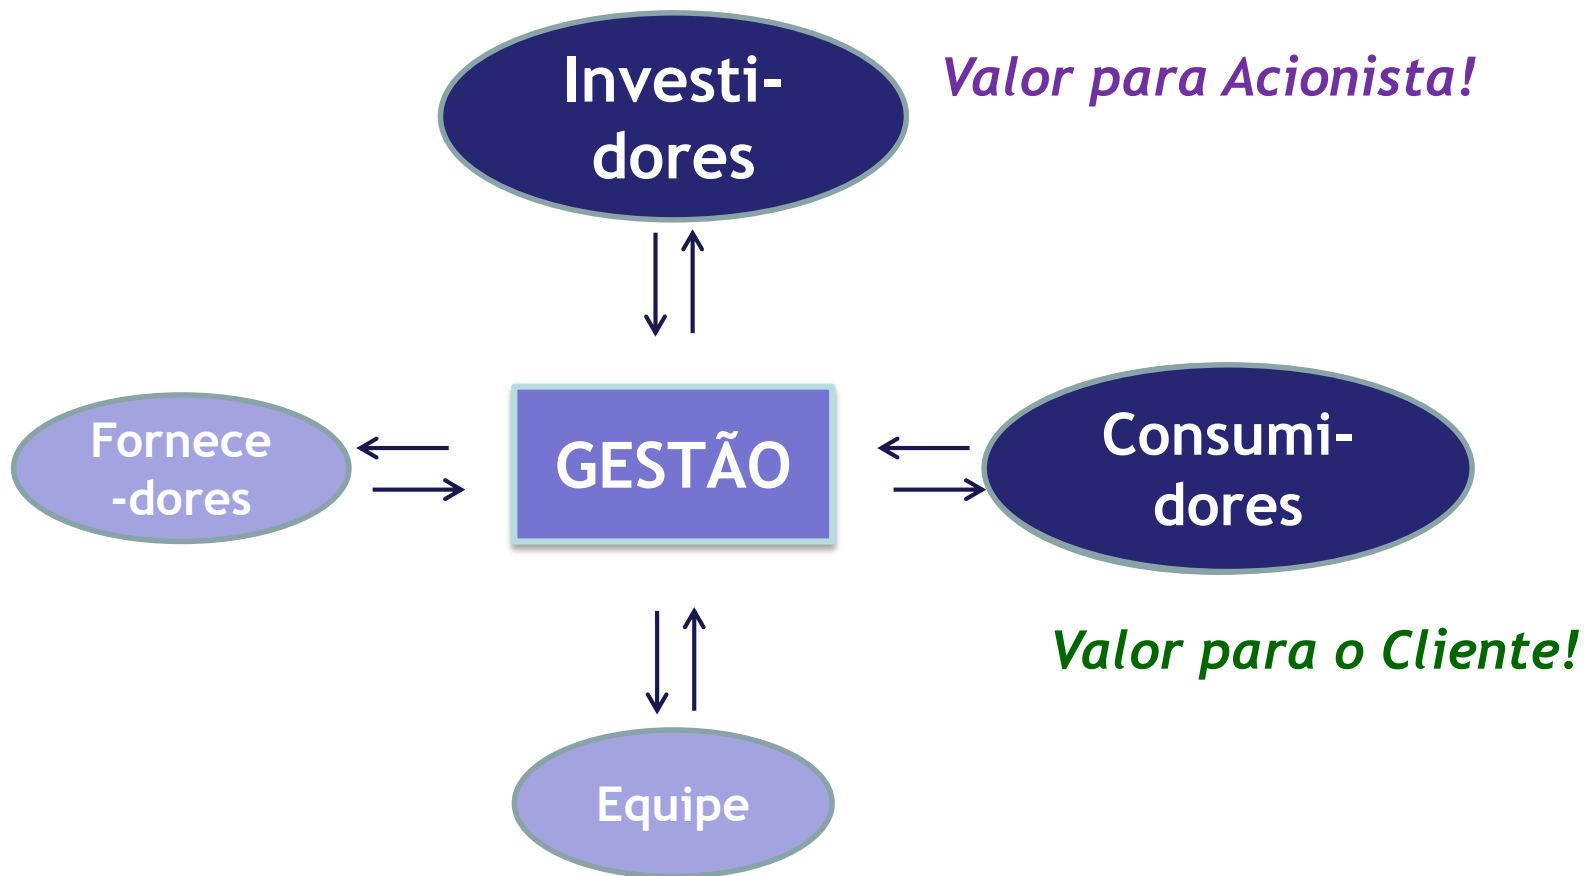 Investi-
dores
Valor para Acionista!
Fornece
-dores
GESTÃO
Consumi-
dores
Valor para o Cliente!
Equipe